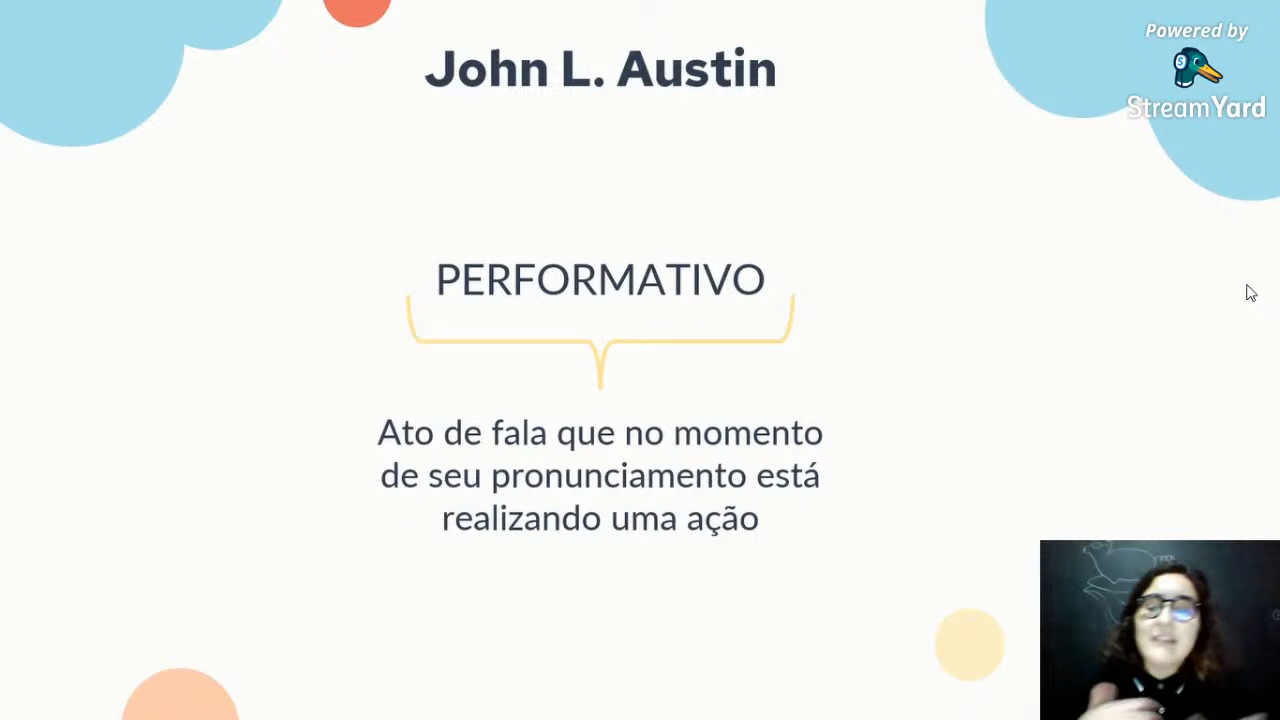 John L. Austin
Powered by
StreamYard
PERFORMATIVO
Ato de fala que no momento
de seu pronunciamento está
realizando uma ação